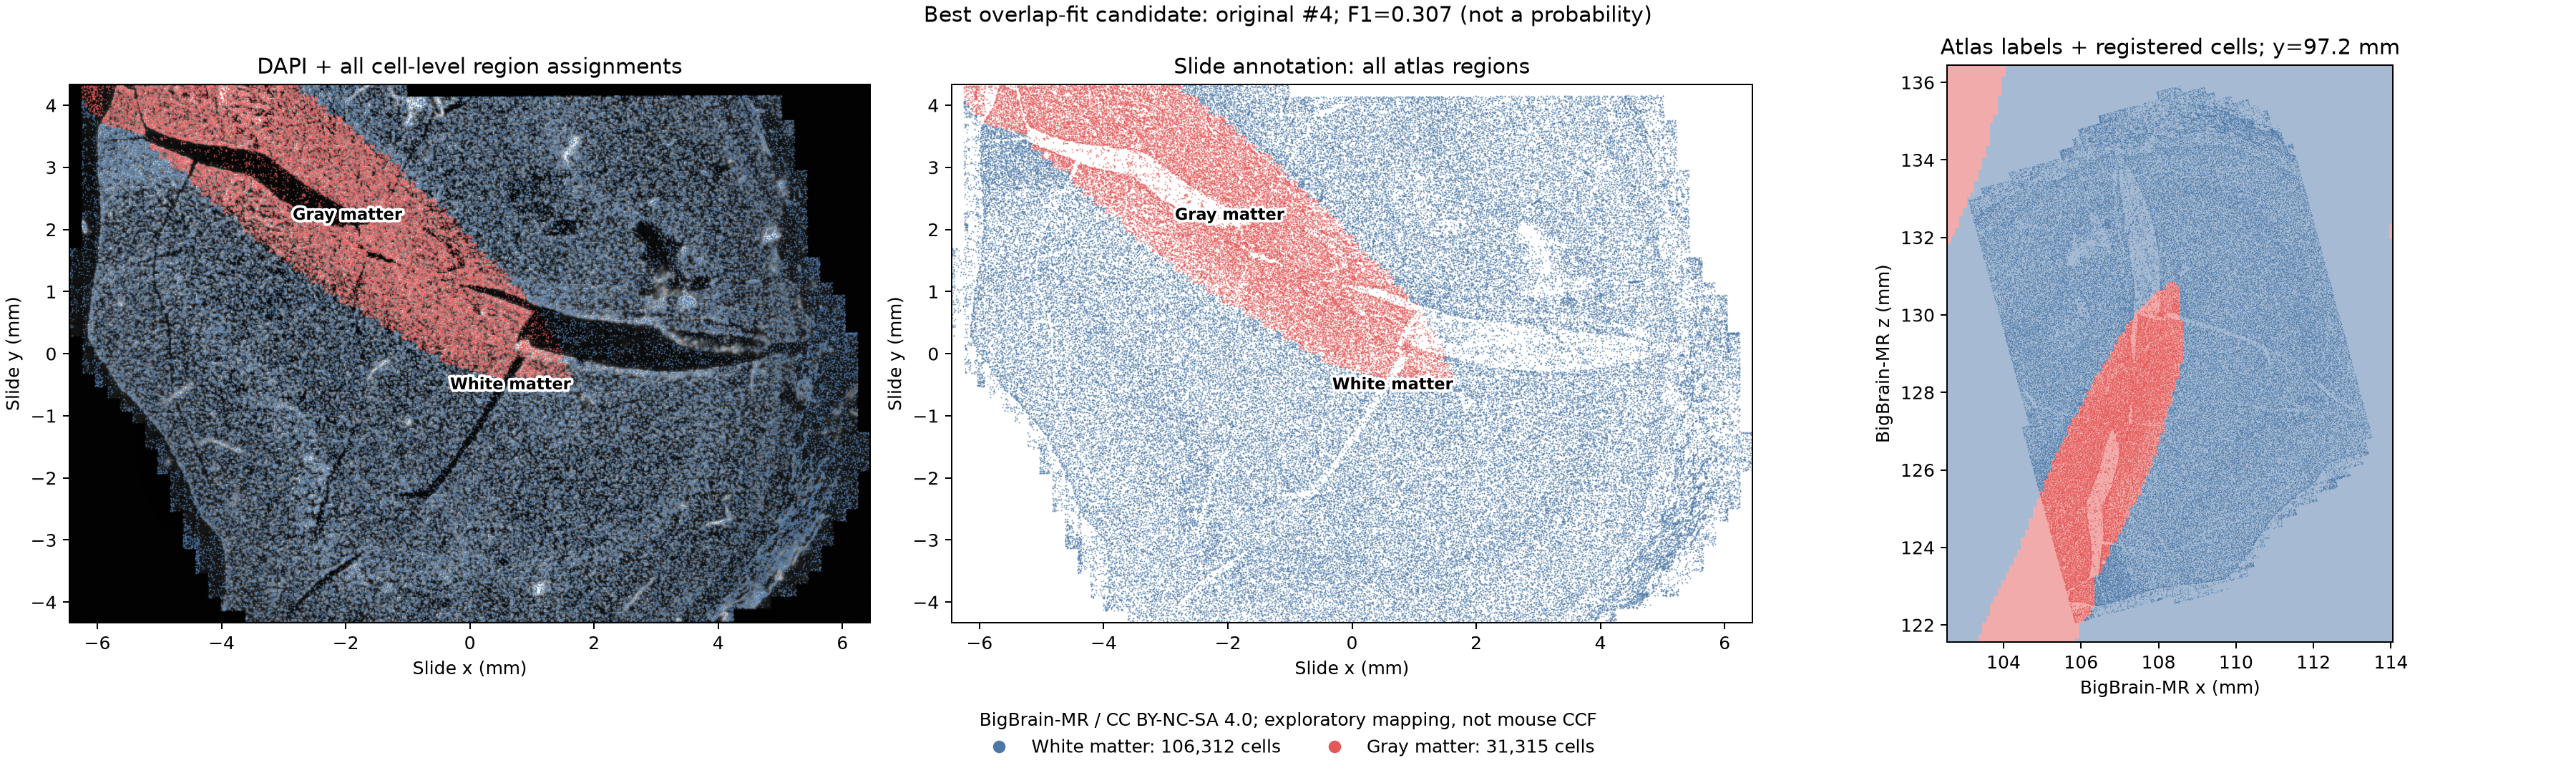 Best overlap-fit candidate: original #4; F1=0.307 (not a probability)
DAPI + all cell-level region assignments
4
3
2
1
0
−1
−2
−3
−4
Slide y (mm)
Gray matter
White matter
−6 −4 −2 0 2 4 6
Slide x (mm)
Slide annotation: all atlas regions
4
3
2
1
0
−1
−2
−3
−4
Slide y (mm)
Gray matter
White matter
−6 −4 −2 0 2 4 6
Slide x (mm)
Atlas labels + registered cells; y=97.2 mm
136
134
132
130
128
126
124
122
BigBrain-MR z (mm)
104 106 108 110 112 114
BigBrain-MR x (mm)
BigBrain-MR / CC BY-NC-SA 4.0; exploratory mapping, not mouse CCF
White matter: 106,312 cells Gray matter: 31,315 cells